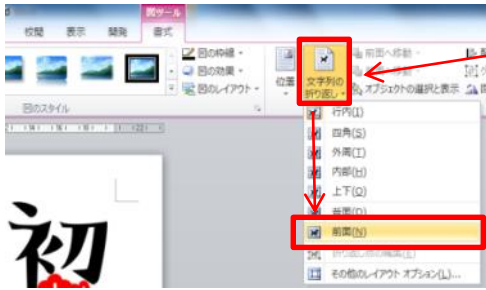 図ツール
校閲 表示 開発 書式
図の枠線
図の効果
図のレイアウト
図のスタイル
位置
文字列の
折り返し
前面へ移動
オブジェクトの選択と表示
行内(I)
四角(S)
外周(T)
内部(H)
上下(O)
背面(D)
前面(N)
その他のレイアウト オプション(L)...
初